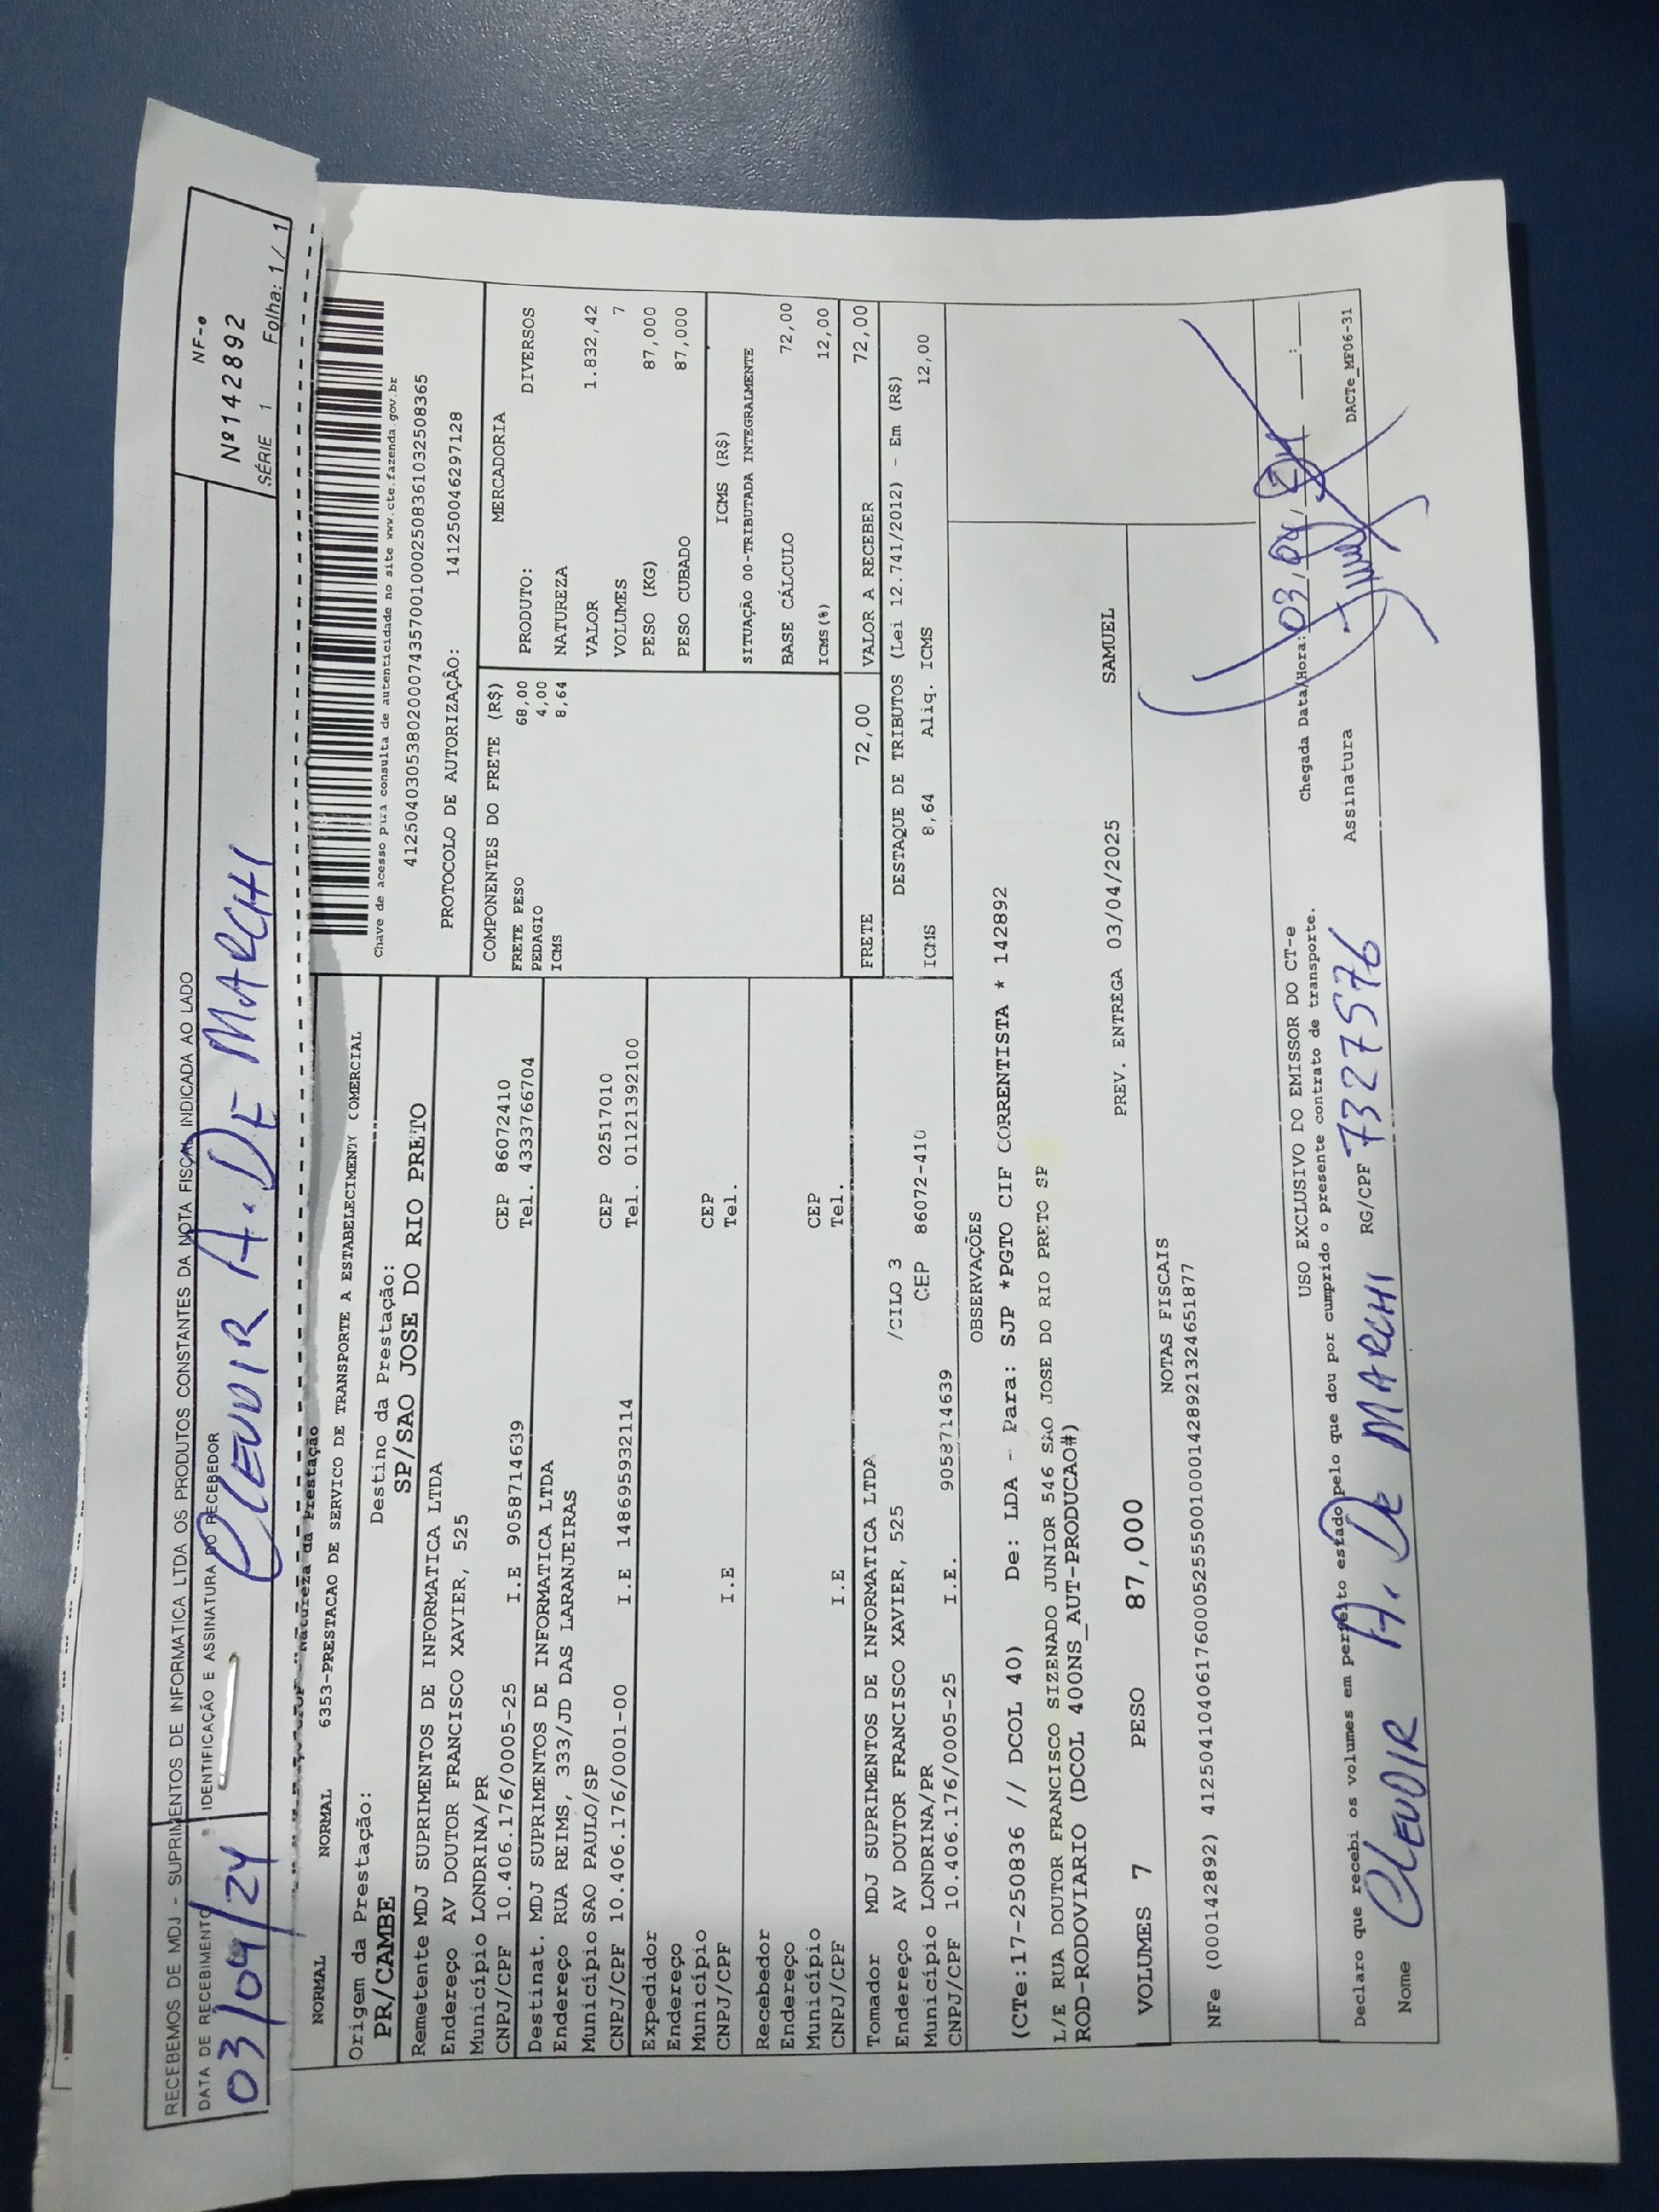 RECEBEMOS DE MDJ - SUPRIMENTOS DE INFORMATICA LTDA OS PRODUTOS CONSTANTES DA NOTA FISCAL INDICADA AO LADO
DATA DE RECEBIMENTO
IDENTIFICAÇÃO E ASSINATURA DO RECEBEDOR
03/04/24
CLEUDIR A. DE MARCHI
NF-e
Nº142892
SÉRIE 1 Folha: 1/ 1
Natureza da Prestação
NORMAL NORMAL 6353-PRESTACAO DE SERVICO DE TRANSPORTE A ESTABELECIMENT COMERCIAL
Origem da Prestação:
PR/CAMBE
Destino da Prestação:
SP/SAO JOSE DO RIO PRETO
Chave de acesso para consulta de autenticidade no site www.cte.fazenda.gov.br
41250403053802000743570010002508361032508365
PROTOCOLO DE AUTORIZAÇÃO: 141250046297128
Remetente MDJ SUPRIMENTOS DE INFORMATICA LTDA
Endereço AV DOUTOR FRANCISCO XAVIER, 525
Município LONDRINA/PR CEP 86072410
CNPJ/CPF 10.406.176/0005-25 I.E 9058714639 Tel. 4333766704
Destinat. MDJ SUPRIMENTOS DE INFORMATICA LTDA
Endereço RUA REIMS, 333/JD DAS LARANJEIRAS
Município SAO PAULO/SP CEP 02517010
CNPJ/CPF 10.406.176/0001-00 I.E 148695932114 Tel. 01121392100
Expedidor
Endereço
Município CEP
CNPJ/CPF I.E Tel.
Recebedor
Endereço
Município CEP
CNPJ/CPF I.E Tel.
Tomador MDJ SUPRIMENTOS DE INFORMATICA LTDA
Endereço AV DOUTOR FRANCISCO XAVIER, 525 /CILO 3
Município LONDRINA/PR CEP 86072-410
CNPJ/CPF 10.406.176/0005-25 I.E. 9058714639
COMPONENTES DO FRETE (R$)
FRETE PESO 68,00
PEDAGIO 4,00
ICMS 8,64
MERCADORIA
PRODUTO: DIVERSOS
NATUREZA
VALOR 1.832,42
VOLUMES 7
PESO (KG) 87,000
PESO CUBADO 87,000
ICMS (R$)
SITUAÇÃO 00-TRIBUTADA INTEGRALMENTE
BASE CÁLCULO 72,00
ICMS(%) 12,00
FRETE 72,00 VALOR A RECEBER 72,00
DESTAQUE DE TRIBUTOS (Lei 12.741/2012) - Em (R$)
ICMS 8,64 Aliq. ICMS 12,00
OBSERVAÇÕES
(CTe:17-250836 // DCOL 40) De: LDA - Para: SJP *PGTO CIF CORRENTISTA * 142892
L/E RUA DOUTOR FRANCISCO SIZENADO JUNIOR 546 SAO JOSE DO RIO PRETO SP
ROD-RODOVIARIO (DCOL 400NS_AUT-PRODUCAO#)
VOLUMES 7 PESO 87,000 PREV. ENTREGA 03/04/2025 SAMUEL
NOTAS FISCAIS
NFe (000142892) 41250410406176000525550010001428921324651877
USO EXCLUSIVO DO EMISSOR DO CT-e
Chegada Data/Hora: 03/04/24 __:__
Declaro que recebi os volumes em perfeito estado pelo que dou por cumprido o presente contrato de transporte.
Nome CLEUDIR A. DE MARCHI RG/CPF 7327576 Assinatura
DACTe_MF06-31